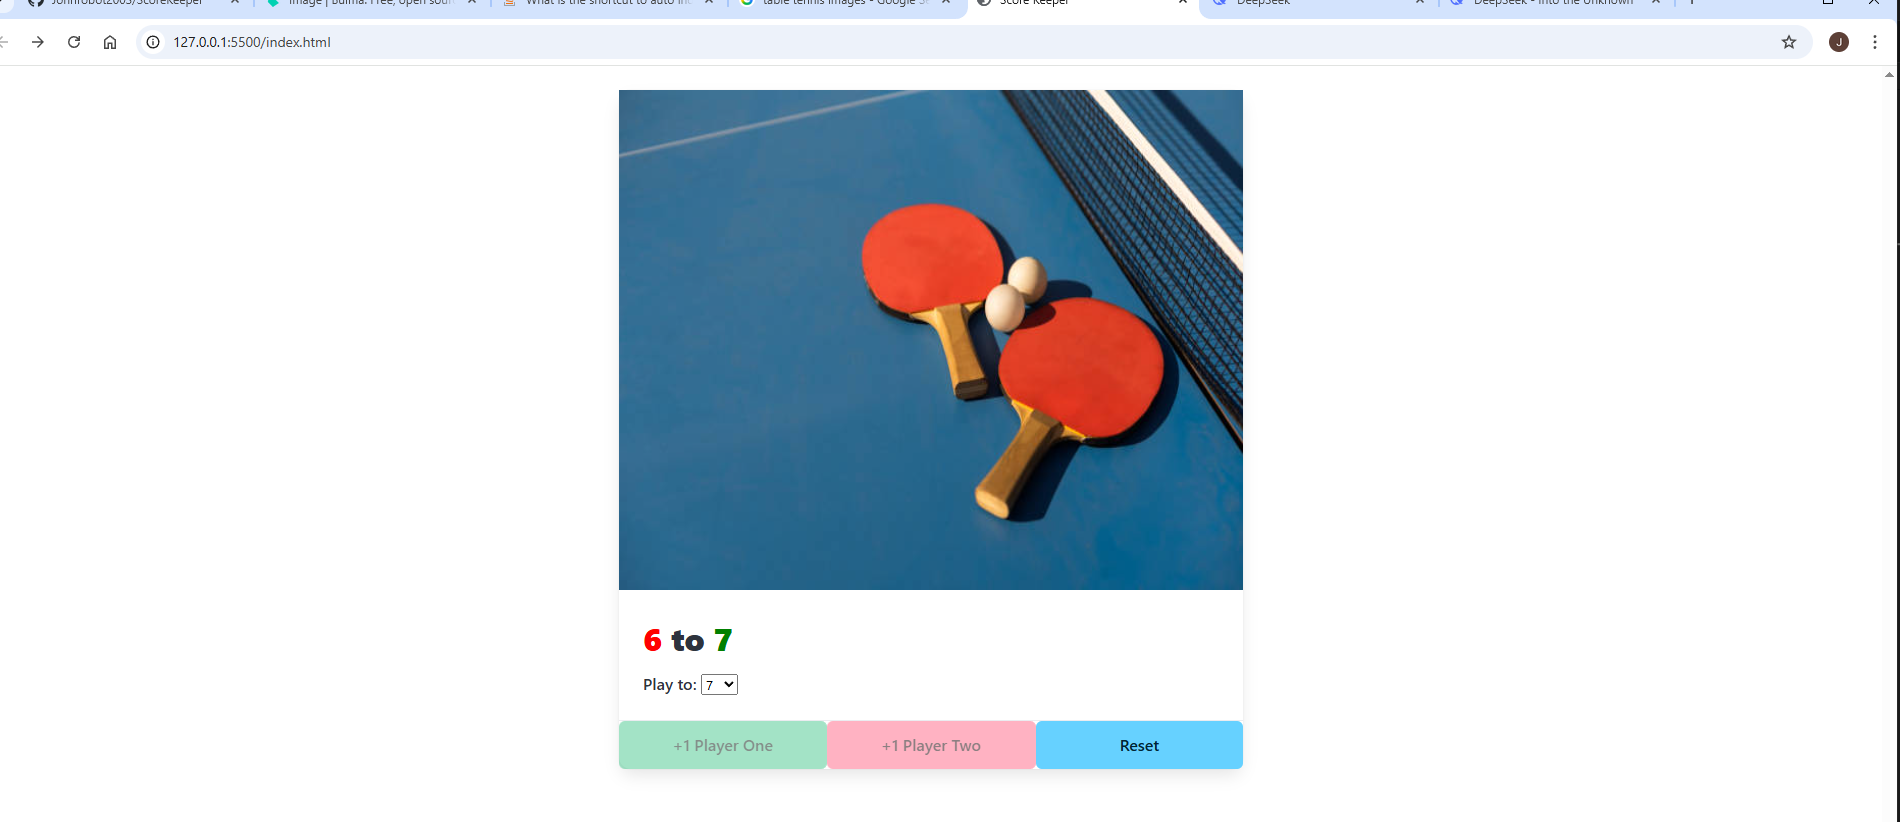 Johnrobot2003/ScoreKeeper
Image | Bulma: Free, open sour
What is the shortcut to auto ind
table tennis images - Google Se
Score Keeper
DeepSeek
DeepSeek - Into the Unknown
127.0.0.1:5500/index.html
J
6 to 7
Play to: 7
+1 Player One
+1 Player Two
Reset